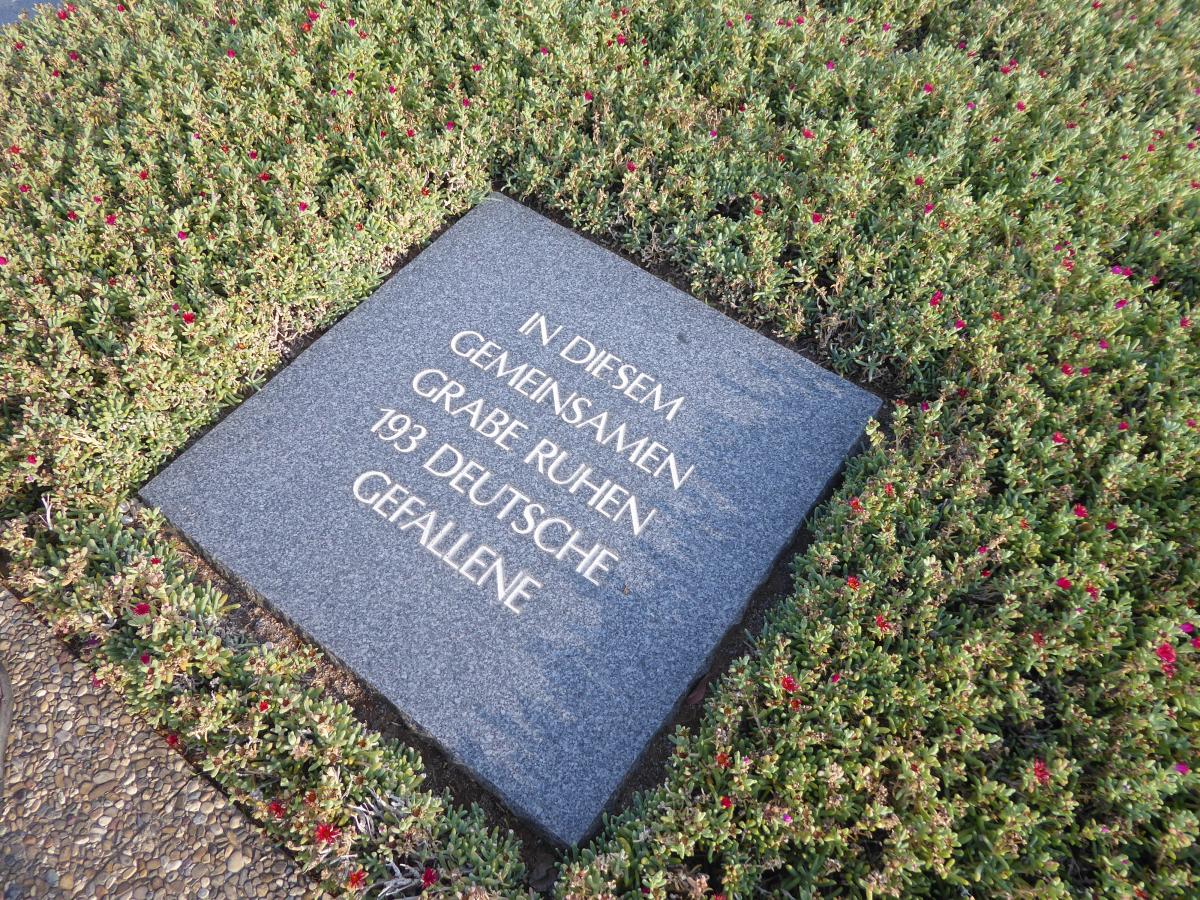 IN DIESEM
GEMEINSAMEN
GRABE RUHEN
193 DEUTSCHE
GEFALLENE